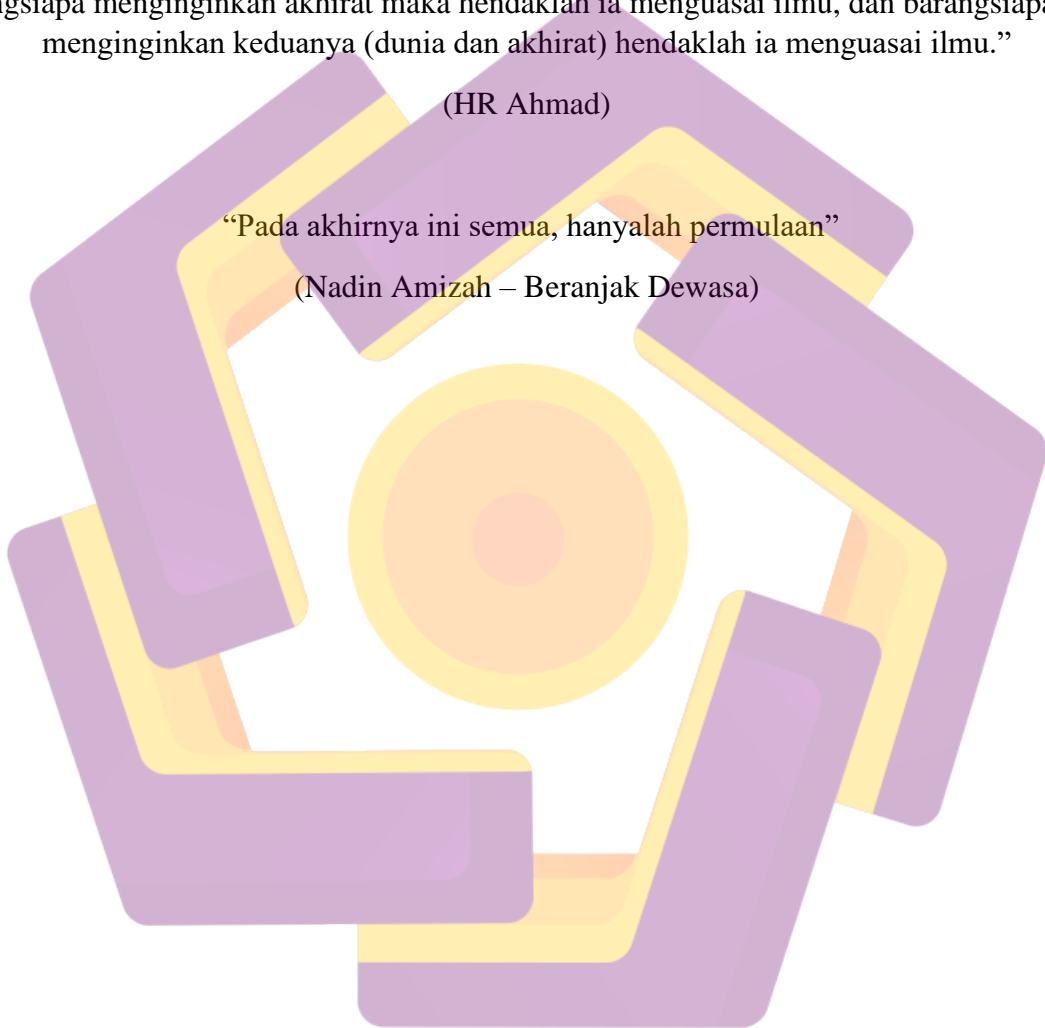 menginginkan akhirat maka hendaklah ia menguasai ilmu, dan barangsiapa
menginginkan keduanya (dunia dan akhirat) hendaklah ia menguasai ilmu.”
(HR Ahmad)
“Pada akhirnya ini semua, hanyalah permulaan”
(Nadin Amizah – Beranjak Dewasa)